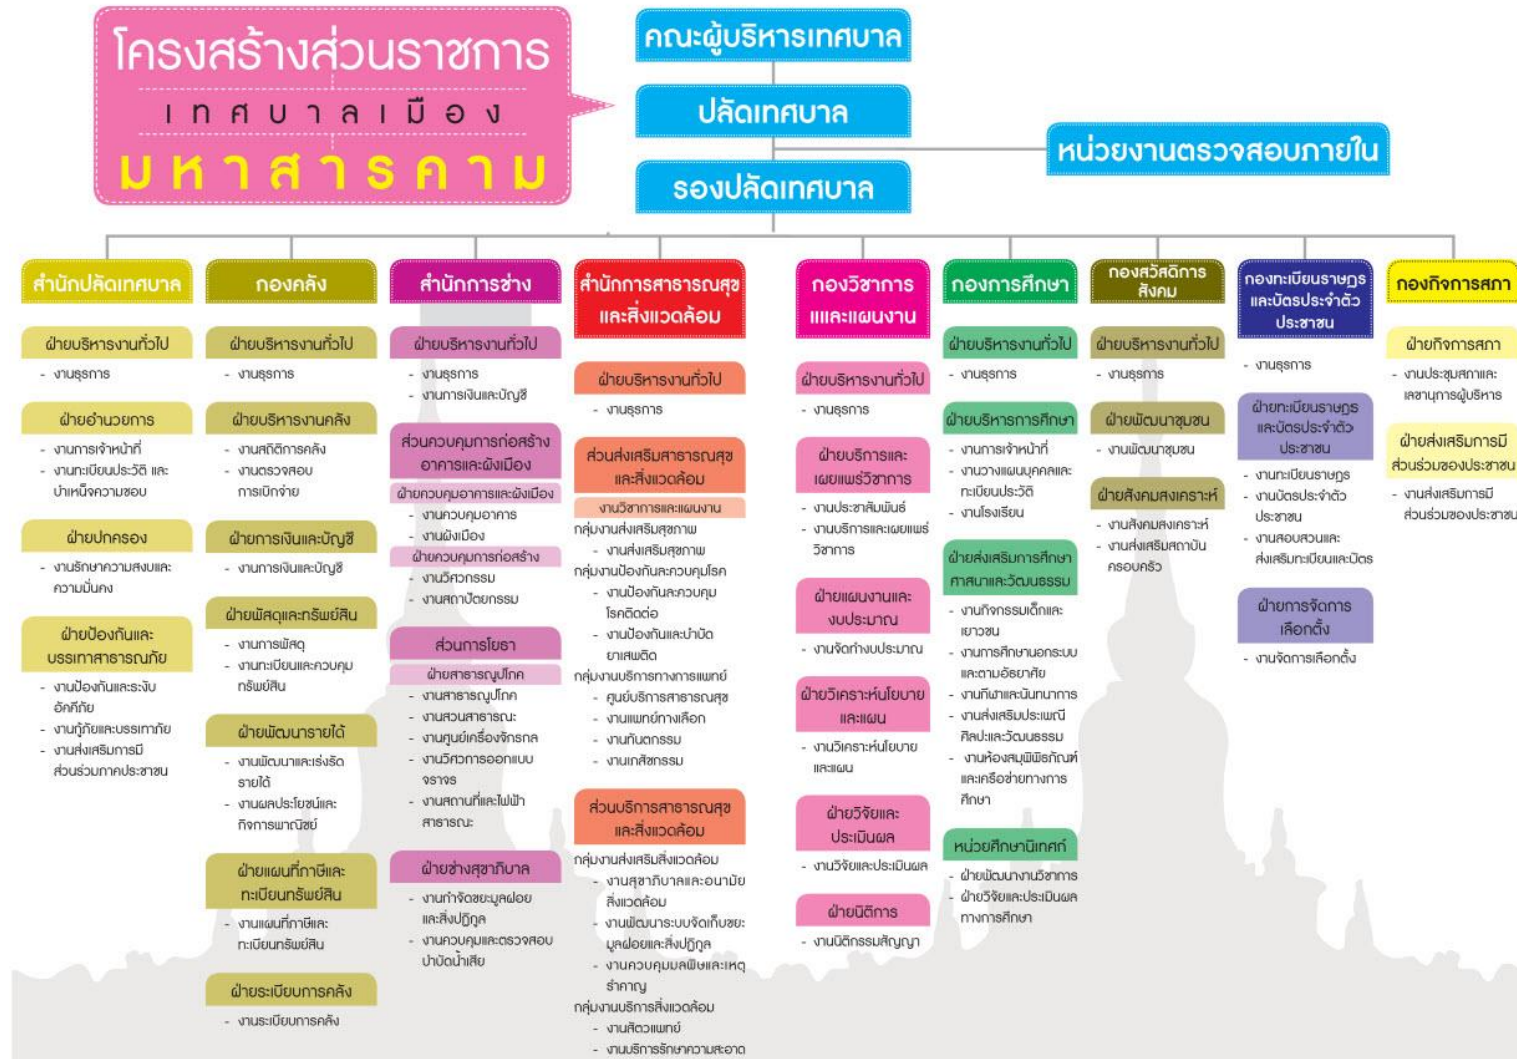 โครงสร้างส่วนราชการ
เทศบาลเมือง
มหาสารคาม
คณะผู้บริหารเทศบาล
ปลัดเทศบาล
หน่วยงานตรวจสอบภายใน
รองปลัดเทศบาล
สำนักปลัดเทศบาล
ฝ่ายบริหารงานทั่วไป
- งานธุรการ
ฝ่ายอำนวยการ
- งานการเจ้าหน้าที่
- งานทะเบียนประวัติ และ
บำเหน็จความชอบ
ฝ่ายปกครอง
- งานรักษาความสงบและ
ความมั่นคง
ฝ่ายป้องกันและ
บรรเทาสาธารณภัย
- งานป้องกันและระงับ
อัคคีภัย
- งานกู้ภัยและบรรเทาภัย
- งานส่งเสริมการมี
ส่วนร่วมภาคประชาชน
กองคลัง
ฝ่ายบริหารงานทั่วไป
- งานธุรการ
ฝ่ายบริหารงานคลัง
- งานสถิติการคลัง
- งานตรวจสอบ
การเบิกจ่าย
ฝ่ายการเงินและบัญชี
- งานการเงินและบัญชี
ฝ่ายพัสดุและทรัพย์สิน
- งานการพัสดุ
- งานทะเบียนและควบคุม
ทรัพย์สิน
ฝ่ายพัฒนารายได้
- งานพัฒนาและเร่งรัด
รายได้
- งานผลประโยชน์และ
กิจการพาณิชย์
ฝ่ายแผนที่ภาษีและ
ทะเบียนทรัพย์สิน
- งานแผนที่ภาษีและ
ทะเบียนทรัพย์สิน
ฝ่ายระเบียบการคลัง
- งานระเบียบการคลัง
สำนักการช่าง
ฝ่ายบริหารงานทั่วไป
- งานธุรการ
- งานการเงินและบัญชี
ส่วนควบคุมการก่อสร้าง
อาคารและผังเมือง
ฝ่ายควบคุมอาคารและผังเมือง
- งานควบคุมอาคาร
- งานผังเมือง
ฝ่ายควบคุมการก่อสร้าง
- งานวิศวกรรม
- งานสถาปัตยกรรม
ส่วนการโยธา
ฝ่ายสาธารณูปโภค
- งานสาธารณูปโภค
- งานสวนสาธารณะ
- งานศูนย์เครื่องจักรกล
- งานวิศวการออกแบบ
จราจร
- งานสถานที่และไฟฟ้า
สาธารณะ
ฝ่ายช่างสุขาภิบาล
- งานกำจัดขยะมูลฝอย
และสิ่งปฏิกูล
- งานควบคุมและตรวจสอบ
บำบัดน้ำเสีย
สำนักการสาธารณสุข
และสิ่งแวดล้อม
ฝ่ายบริหารงานทั่วไป
- งานธุรการ
ส่วนส่งเสริมสาธารณสุข
และสิ่งแวดล้อม
งานวิชาการและแผนงาน
กลุ่มงานส่งเสริมสุขภาพ
- งานส่งเสริมสุขภาพ
กลุ่มงานป้องกันละควบคุมโรค
- งานป้องกันละควบคุม
โรคติดต่อ
- งานป้องกันและบำบัด
ยาเสพติด
กลุ่มงานบริการทางการแพทย์
- ศูนย์บริการสาธารณสุข
- งานแพทย์ทางเลือก
- งานทันตกรรม
- งานเภสัชกรรม
ส่วนบริการสาธารณสุข
และสิ่งแวดล้อม
กลุ่มงานส่งเสริมสิ่งแวดล้อม
- งานสุขาภิบาลและอนามัย
สิ่งแวดล้อม
- งานพัฒนาระบบจัดเก็บขยะ
มูลฝอยและสิ่งปฏิกูล
- งานควบคุมมลพิษและเหตุ
รำคาญ
กลุ่มงานบริการสิ่งแวดล้อม
- งานสัตวแพทย์
- งานบริการรักษาความสะอาด
กองวิชาการ
แและแผนงาน
ฝ่ายบริหารงานทั่วไป
- งานธุรการ
ฝ่ายบริการและ
เผยแพร่วิชาการ
- งานประชาสัมพันธ์
- งานบริการและเผยแพร่
วิชาการ
ฝ่ายแผนงานและ
งบประมาณ
- งานจัดทำงบประมาณ
ฝ่ายวิเคราะห์นโยบาย
และแผน
- งานวิเคราะห์นโยบาย
และแผน
ฝ่ายวิจัยและ
ประเมินผล
- งานวิจัยและประเมินผล
ฝ่ายนิติการ
- งานนิติกรรมสัญญา
กองการศึกษา
ฝ่ายบริหารงานทั่วไป
- งานธุรการ
ฝ่ายบริหารการศึกษา
- งานการเจ้าหน้าที่
- งานวางแผนบุคคลและ
ทะเบียนประวัติ
- งานโรงเรียน
ฝ่ายส่งเสริมการศึกษา
ศาสนาและวัฒนธรรม
- งานกิจกรรมเด็กและ
เยาวชน
- งานการศึกษานอกระบบ
และตามอัธยาศัย
- งานกีฬาและนันทนาการ
- งานส่งเสริมประเพณี
ศิลปะและวัฒนธรรม
- งานห้องสมุพิพิธภัณฑ์
และเครือข่ายทางการ
ศึกษา
หน่วยศึกษานิเทศก์
- ฝ่ายพัฒนางานวิชาการ
- ฝ่ายวิจัยและประเมินผล
ทางการศึกษา
กองสวัสดิการ
สังคม
ฝ่ายบริหารงานทั่วไป
- งานธุรการ
ฝ่ายพัฒนาชุมชน
- งานพัฒนาชุมชน
ฝ่ายสังคมสงเคราะห์
- งานสังคมสงเคราะห์
- งานส่งเสริมสถาบัน
ครอบครัว
กองทะเบียนราษฎร
และบัตรประจำตัว
ประชาชน
- งานธุรการ
ฝ่ายทะเบียนราษฎร
และบัตรประจำตัว
ประชาชน
- งานทะเบียนราษฎร
- งานบัตรประจำตัว
ประชาชน
- งานสอบสวนและ
ส่งเสริมทะเบียนและบัตร
ฝ่ายการจัดการ
เลือกตั้ง
- งานจัดการเลือกตั้ง
กองกิจการสภา
ฝ่ายกิจการสภา
- งานประชุมสภาและ
เลขานุการผู้บริหาร
ฝ่ายส่งเสริมการมี
ส่วนร่วมของประชาชน
- งานส่งเสริมการมี
ส่วนร่วมของประชาชน